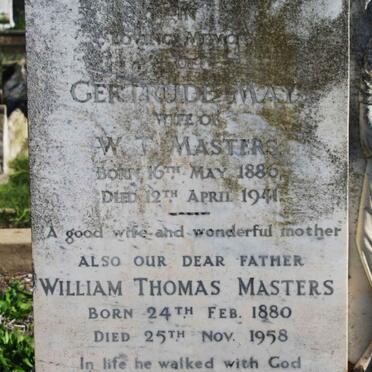 IN
LOVING MEMORY
OF
GERTRUDE MAY
WIFE OF
W. T. MASTERS
BORN 16TH MAY 1886.
DIED 12TH APRIL 1941.
A good wife and wonderful mother
ALSO OUR DEAR FATHER
WILLIAM THOMAS MASTERS
BORN 24TH FEB. 1880
DIED 25TH NOV. 1958
In life he walked with God